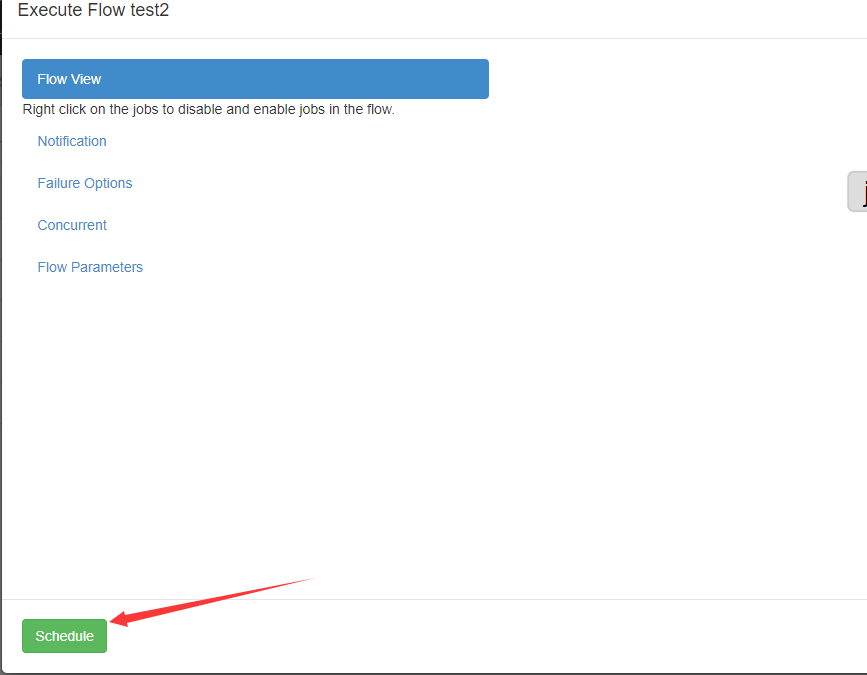 Execute Flow test2
Flow View
Right click on the jobs to disable and enable jobs in the flow.
Notification
Failure Options
Concurrent
Flow Parameters
Schedule